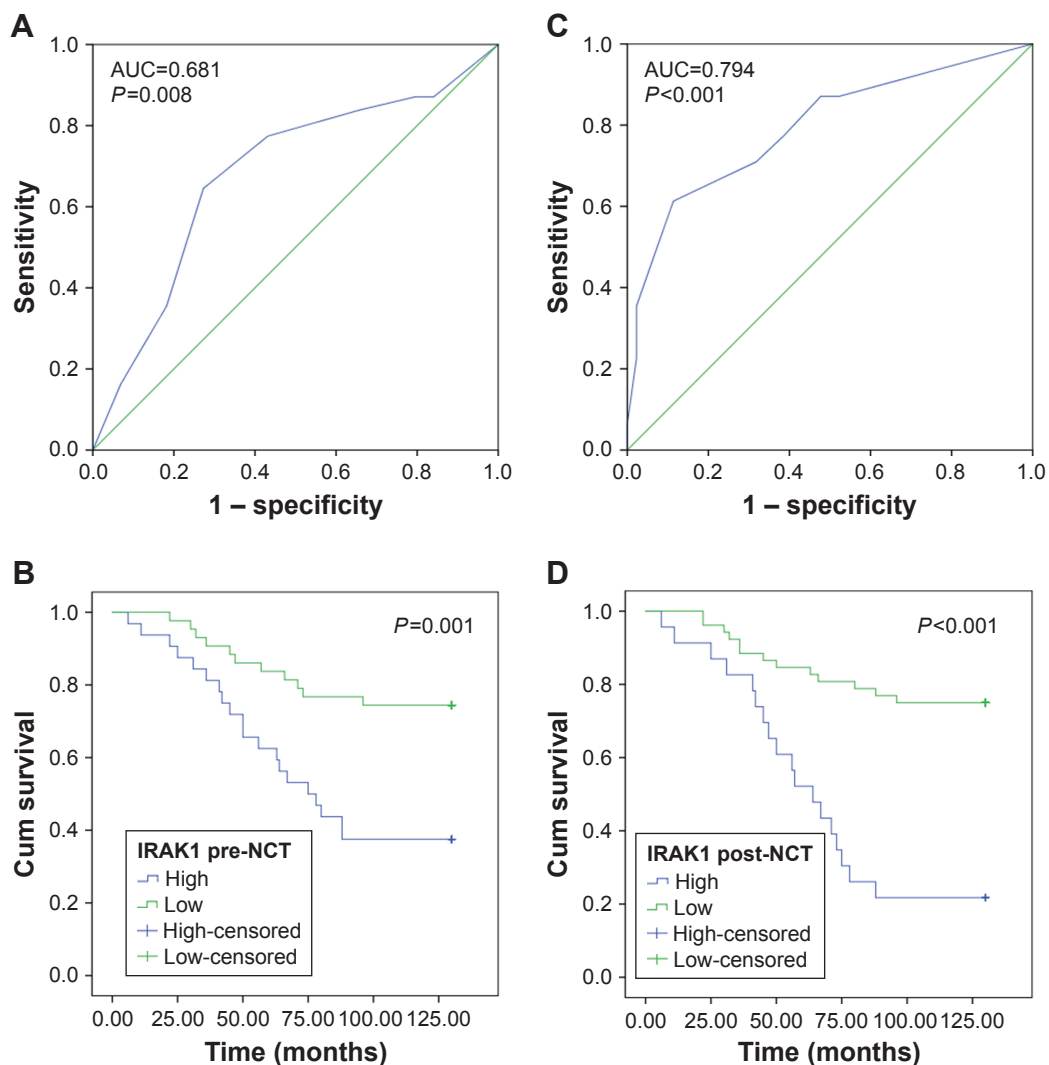 A
AUC=0.681
P=0.008
1.0
0.8
0.6
0.4
0.2
0.0
0.0 0.2 0.4 0.6 0.8 1.0
Sensitivity
1 – specificity
C
AUC=0.794
P<0.001
1.0
0.8
0.6
0.4
0.2
0.0
0.0 0.2 0.4 0.6 0.8 1.0
Sensitivity
1 – specificity
B
P=0.001
1.0
0.8
0.6
0.4
0.2
0.0
Cum survival
IRAK1 pre-NCT
High
Low
High-censored
Low-censored
0.00 25.00 50.00 75.00 100.00 125.00
Time (months)
D
P<0.001
1.0
0.8
0.6
0.4
0.2
0.0
Cum survival
IRAK1 post-NCT
High
Low
High-censored
Low-censored
0.00 25.00 50.00 75.00 100.00 125.00
Time (months)